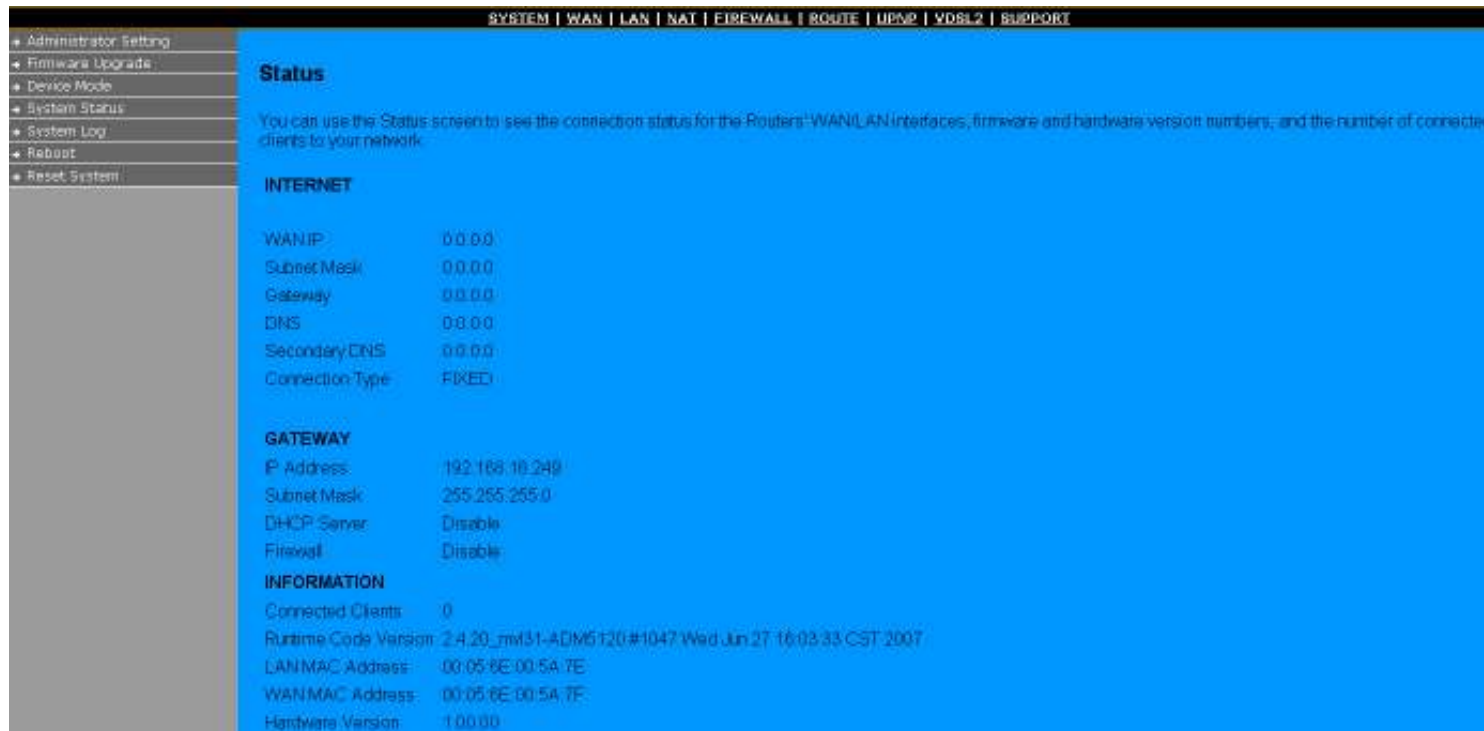 SYSTEM | WAN | LAN | NAT | FIREWALL | ROUTE | UPNP | VDSL2 | SUPPORT
Administrator Setting
Firmware Upgrade
Device Mode
System Status
System Log
Reboot
Reset System
Status
You can use the Status screen to see the connection status for the Routers' WAN/LAN interfaces, firmware and hardware version numbers, and the number of connected
clients to your network.
INTERNET
WAN IP 0.0.0.0
Subnet Mask 0.0.0.0
Gateway 0.0.0.0
DNS 0.0.0.0
Secondary DNS 0.0.0.0
Connection Type FIXED
GATEWAY
IP Address 192.168.16.249
Subnet Mask 255.255.255.0
DHCP Server Disable
Firewall Disable
INFORMATION
Connected Clients 0
Runtime Code Version 2.4.20_mvl31-ADM5120 #1047 Wed Jun 27 16:03:33 CST 2007
LAN MAC Address 00:05:6E:00:5A:7E
WAN MAC Address 00:05:6E:00:5A:7F
Hardware Version 1.00.00